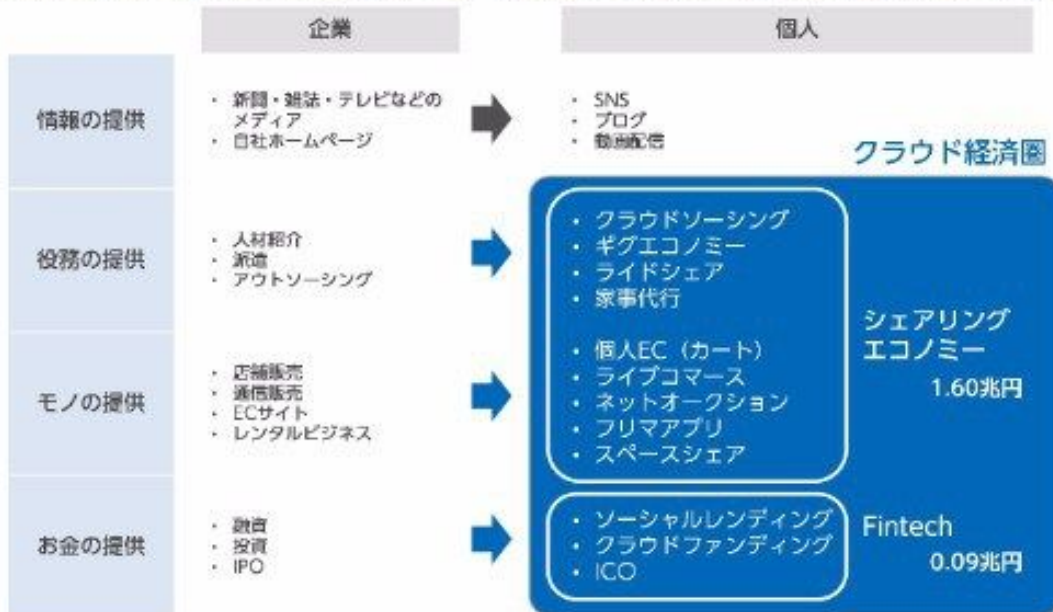 企業
個人
情報の提供
・ 新聞・雑誌・テレビなどの
メディア
・ 自社ホームページ
・ SNS
・ ブログ
・ 動画配信
クラウド経済圏
役務の提供
・ 人材紹介
・ 派遣
・ アウトソーシング
・ クラウドソーシング
・ ギグエコノミー
・ ライドシェア
・ 家事代行
モノの提供
・ 店舗販売
・ 通信販売
・ ECサイト
・ レンタルビジネス
・ 個人EC（カート）
・ ライブコマース
・ ネットオークション
・ フリマアプリ
・ スペースシェア
シェアリング
エコノミー
1.60兆円
お金の提供
・ 融資
・ 投資
・ IPO
・ ソーシャルレンディング
・ クラウドファンディング
・ ICO
Fintech
0.09兆円